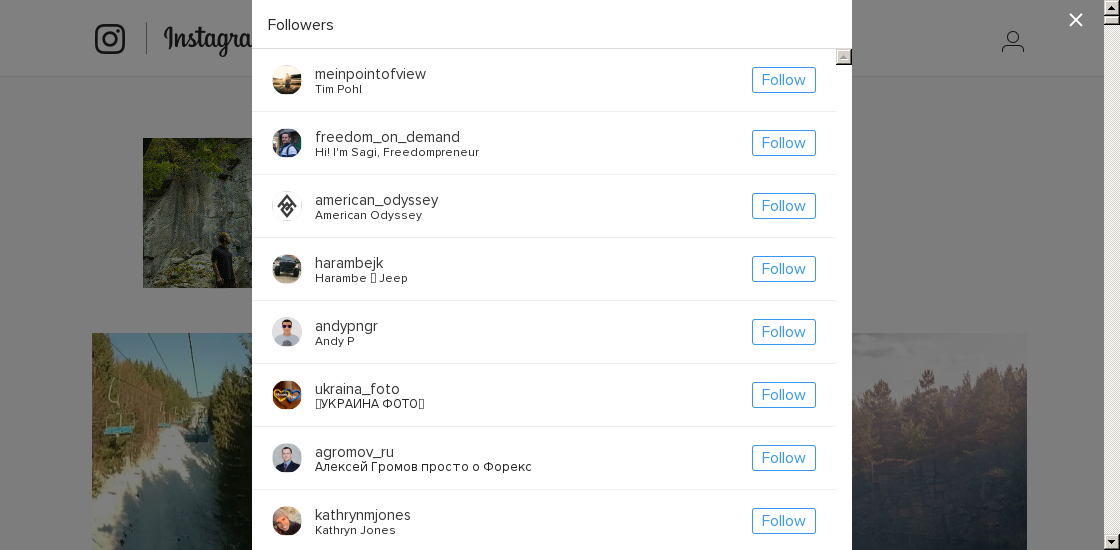 Instagra
Followers
meinpointofview
Tim Pohl
Follow
freedom_on_demand
Hi! I'm Sagi, Freedompreneur
Follow
american_odyssey
American Odyssey
Follow
harambejk
Harambe ▯ Jeep
Follow
andypngr
Andy P
Follow
ukraina_foto
▯УКРАИНА ФОТО▯
Follow
agromov_ru
Алексей Громов просто о Форекс
Follow
kathrynmjones
Kathryn Jones
Follow